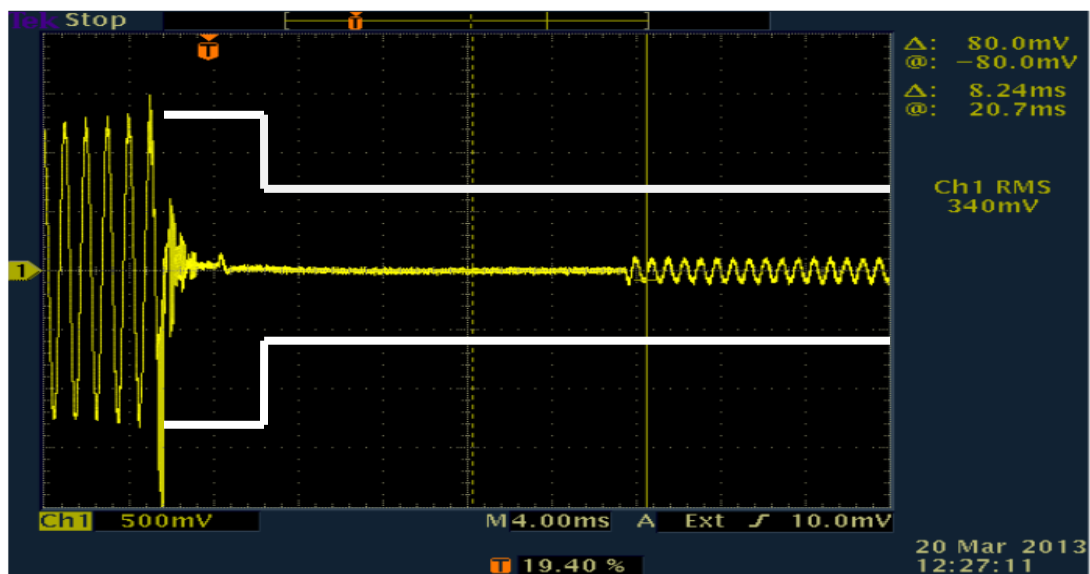 Tek Stop
T
T
Δ: 80.0mV
@: −80.0mV
Δ: 8.24ms
@: 20.7ms
Ch1 RMS
340mV
1
Ch1 500mV M 4.00ms A Ext ʃ 10.0mV
T 19.40 %
20 Mar 2013
12:27:11